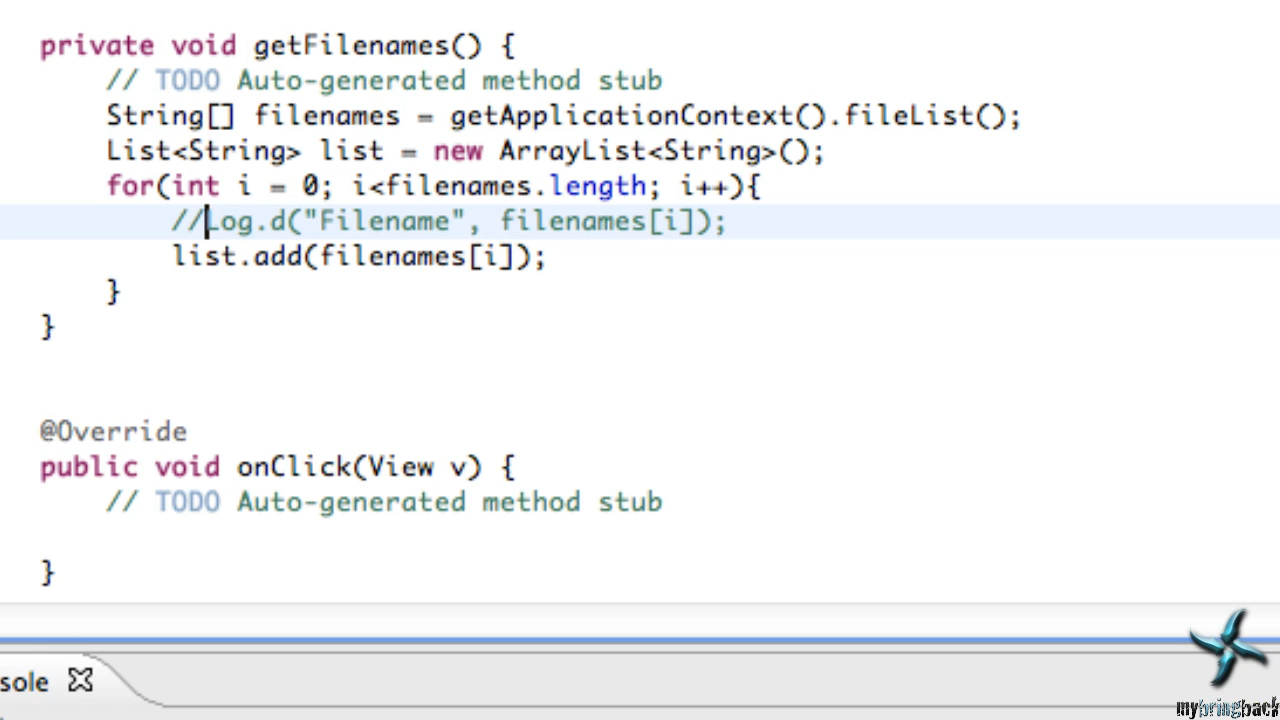 private void getFilenames() {
// TODO Auto-generated method stub
String[] filenames = getApplicationContext().fileList();
List<String> list = new ArrayList<String>();
for(int i = 0; i<filenames.length; i++){
//Log.d("Filename", filenames[i]);
list.add(filenames[i]);
}
}
@Override
public void onClick(View v) {
// TODO Auto-generated method stub
}
sole
mybringback